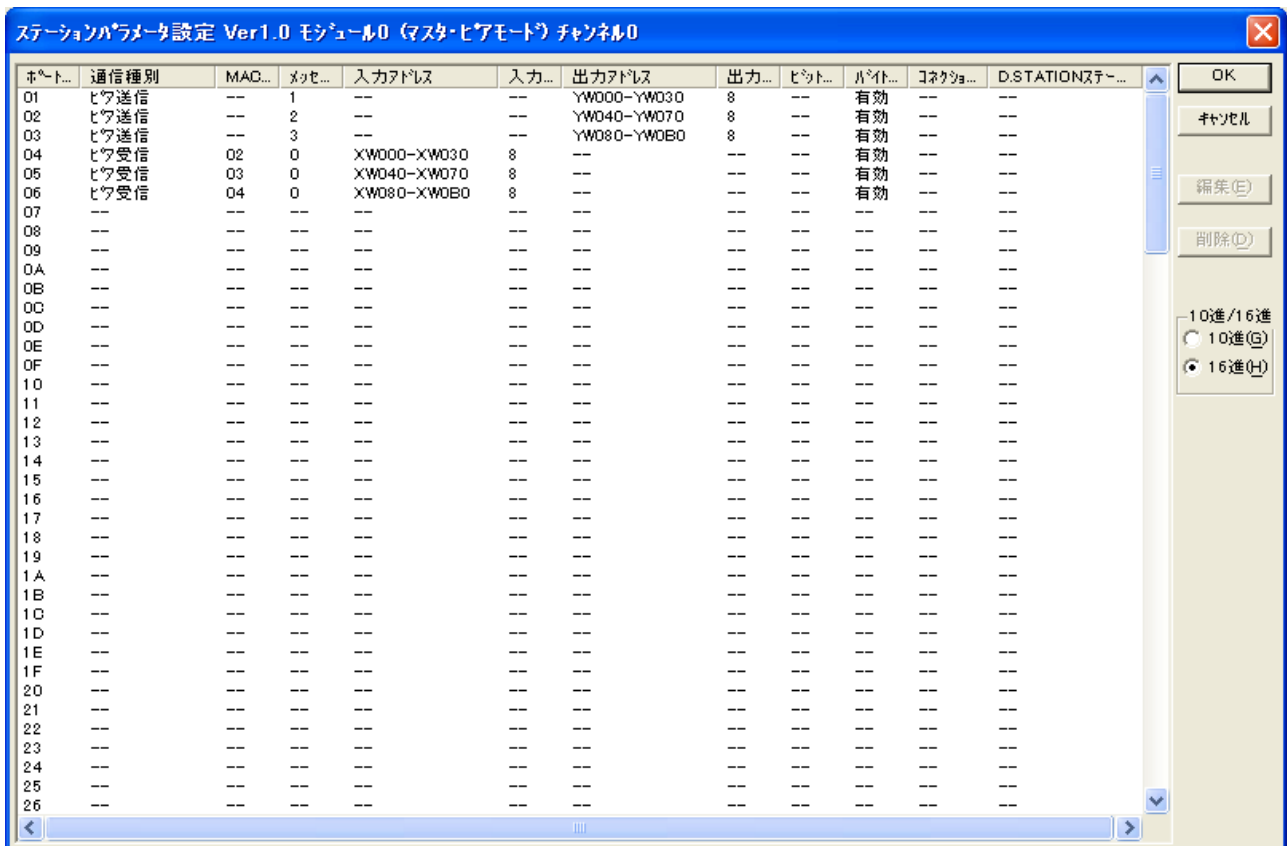 ステーションパラメータ設定 Ver1.0 モジュール0 (マスタ・ピアモード) チャンネル0
ポート... 通信種別 MAC... メッセ... 入力アドレス 入力... 出力アドレス 出力... ビット... バイト... コネクショ... D.STATIONステー... OK
01 ピア送信 -- 1 -- -- YW000-YW030 8 -- 有効 -- --
02 ピア送信 -- 2 -- -- YW040-YW070 8 -- 有効 -- -- キャンセル
03 ピア送信 -- 3 -- -- YW080-YW0B0 8 -- 有効 -- --
04 ピア受信 02 0 XW000-XW030 8 -- -- -- 有効 -- --
05 ピア受信 03 0 XW040-XW070 8 -- -- -- 有効 -- --
06 ピア受信 04 0 XW080-XW0B0 8 -- -- -- 有効 -- -- 編集(E)
07 -- -- -- -- -- -- -- -- -- -- --
08 -- -- -- -- -- -- -- -- -- -- --
09 -- -- -- -- -- -- -- -- -- -- -- 削除(D)
0A -- -- -- -- -- -- -- -- -- -- --
0B -- -- -- -- -- -- -- -- -- -- --
0C -- -- -- -- -- -- -- -- -- -- -- 10進/16進
0D -- -- -- -- -- -- -- -- -- -- --
0E -- -- -- -- -- -- -- -- -- -- -- 10進(G)
0F -- -- -- -- -- -- -- -- -- -- -- 16進(H)
10 -- -- -- -- -- -- -- -- -- -- --
11 -- -- -- -- -- -- -- -- -- -- --
12 -- -- -- -- -- -- -- -- -- -- --
13 -- -- -- -- -- -- -- -- -- -- --
14 -- -- -- -- -- -- -- -- -- -- --
15 -- -- -- -- -- -- -- -- -- -- --
16 -- -- -- -- -- -- -- -- -- -- --
17 -- -- -- -- -- -- -- -- -- -- --
18 -- -- -- -- -- -- -- -- -- -- --
19 -- -- -- -- -- -- -- -- -- -- --
1A -- -- -- -- -- -- -- -- -- -- --
1B -- -- -- -- -- -- -- -- -- -- --
1C -- -- -- -- -- -- -- -- -- -- --
1D -- -- -- -- -- -- -- -- -- -- --
1E -- -- -- -- -- -- -- -- -- -- --
1F -- -- -- -- -- -- -- -- -- -- --
20 -- -- -- -- -- -- -- -- -- -- --
21 -- -- -- -- -- -- -- -- -- -- --
22 -- -- -- -- -- -- -- -- -- -- --
23 -- -- -- -- -- -- -- -- -- -- --
24 -- -- -- -- -- -- -- -- -- -- --
25 -- -- -- -- -- -- -- -- -- -- --
26 -- -- -- -- -- -- -- -- -- -- --